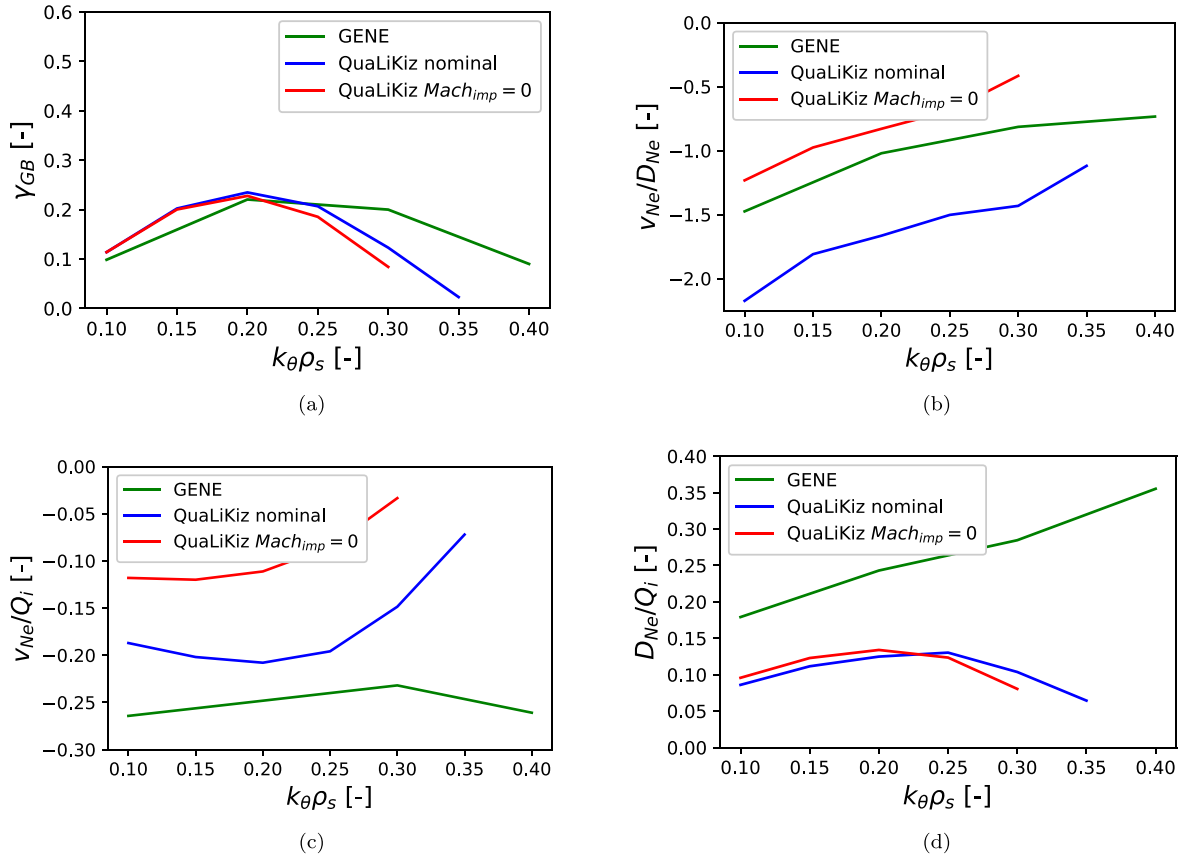 0.6
0.5
0.4
0.3
0.2
0.1
0.0
γ_GB [-]
GENE
QuaLiKiz nominal
QuaLiKiz Mach_imp = 0
0.10 0.15 0.20 0.25 0.30 0.35 0.40
k_θρ_s [-]
(a)
0.0
−0.5
−1.0
−1.5
−2.0
v_Ne/D_Ne [-]
GENE
QuaLiKiz nominal
QuaLiKiz Mach_imp = 0
0.10 0.15 0.20 0.25 0.30 0.35 0.40
k_θρ_s [-]
(b)
0.00
−0.05
−0.10
−0.15
−0.20
−0.25
−0.30
v_Ne/Q_i [-]
GENE
QuaLiKiz nominal
QuaLiKiz Mach_imp = 0
0.10 0.15 0.20 0.25 0.30 0.35 0.40
k_θρ_s [-]
(c)
0.40
0.35
0.30
0.25
0.20
0.15
0.10
0.05
0.00
D_Ne/Q_i [-]
GENE
QuaLiKiz nominal
QuaLiKiz Mach_imp = 0
0.10 0.15 0.20 0.25 0.30 0.35 0.40
k_θρ_s [-]
(d)